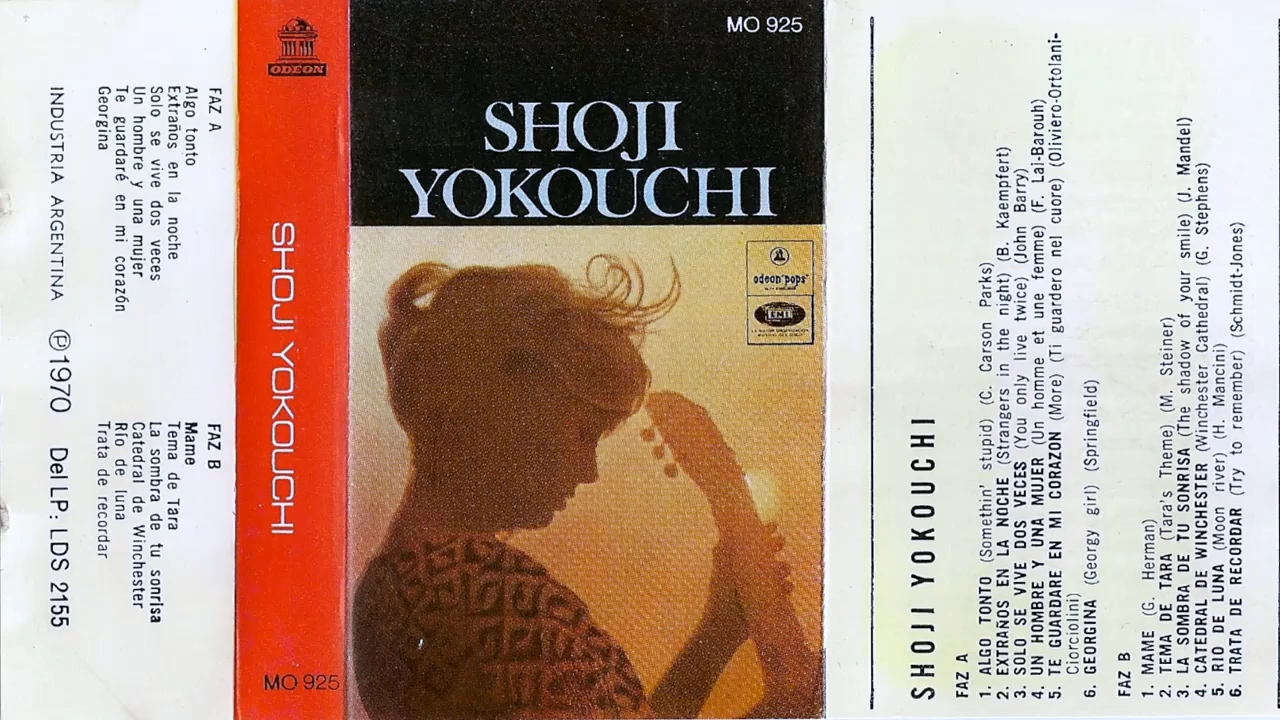 FAZ A
Algo tonto
Extraños en la noche
Solo se vive dos veces
Un hombre y una mujer
Te guardaré en mi corazón
Georgina
FAZ B
Mame
Tema de Tara
La sombra de tu sonrisa
Catedral de Winchester
Río de luna
Trata de recordar
INDUSTRIA ARGENTINA Ⓟ1970 Del LP: LDS 2155
ODEON
SHOJI YOKOUCHI
MO 925
MO 925
SHOJI
YOKOUCHI
odeon "pops"
EMI
SHOJI YOKOUCHI
FAZ A
1. ALGO TONTO (Somethin' stupid) (C. Carson Parks)
2. EXTRAÑOS EN LA NOCHE (Strangers in the night) (B. Kaempfert)
3. SOLO SE VIVE DOS VECES (You only live twice) (John Barry)
4. UN HOMBRE Y UNA MUJER (Un homme et une femme) (F. Lai-Barouh)
5. TE GUARDARE EN MI CORAZON (More) (Ti guardero nel cuore) (Oliviero-Ortolani-
Ciorciolini)
6. GEORGINA (Georgy girl) (Springfield)
FAZ B
1. MAME (G. Herman)
2. TEMA DE TARA (Tara's Theme) (M. Steiner)
3. LA SOMBRA DE TU SONRISA (The shadow of your smile) (J. Mandel)
4. CATEDRAL DE WINCHESTER (Winchester Cathedral) (G. Stephens)
5. RIO DE LUNA (Moon river) (H. Mancini)
6. TRATA DE RECORDAR (Try to remember) (Schmidt-Jones)